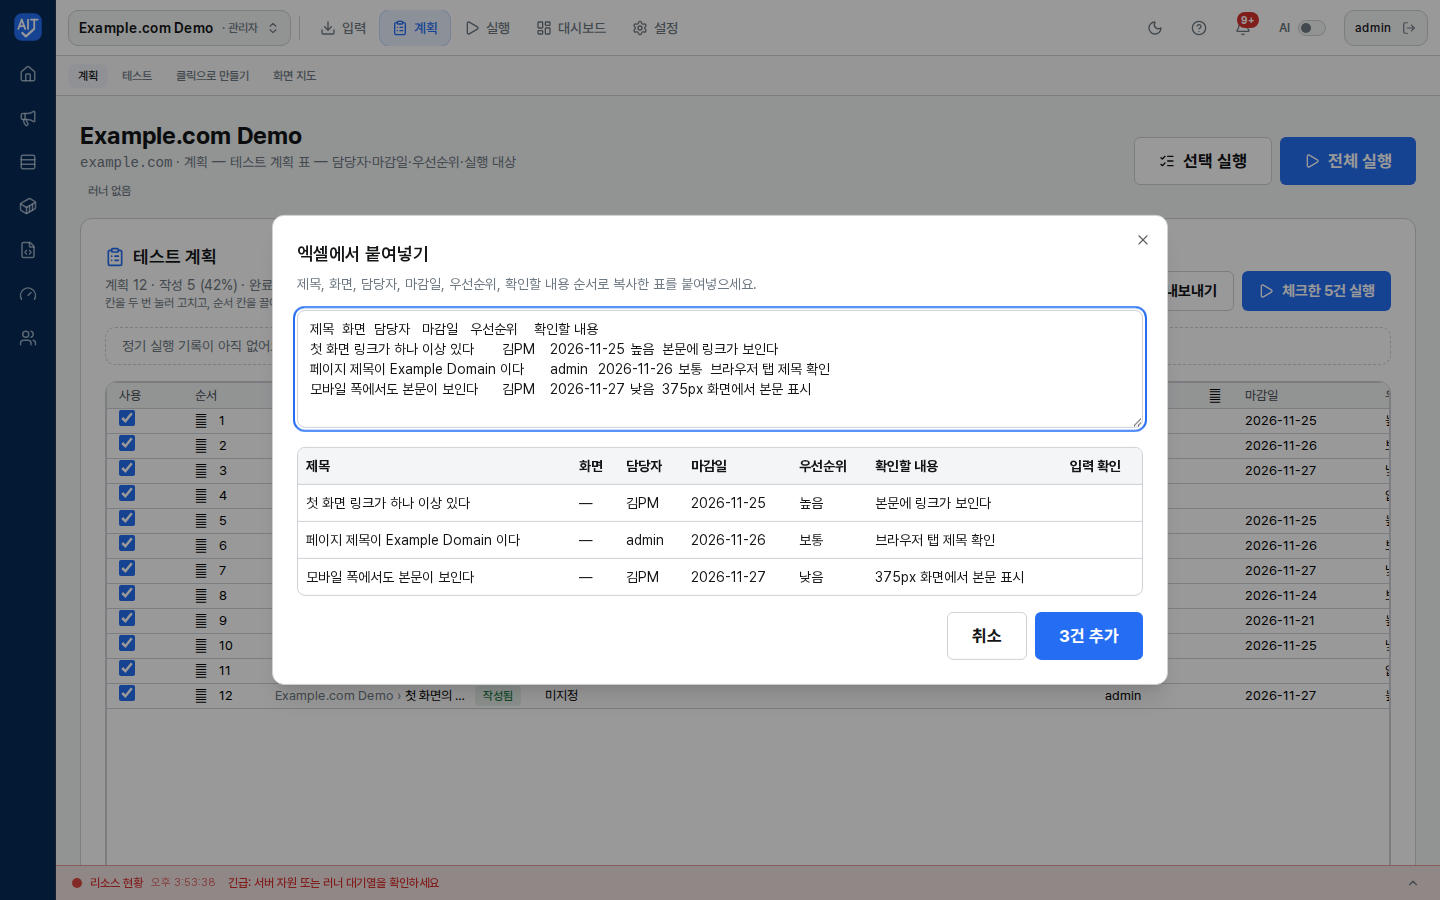 AIT
Example.com Demo · 관리자
입력
계획
실행
대시보드
설정
9+
AI
admin
계획 테스트 클릭으로 만들기 화면 지도
Example.com Demo
example.com · 계획 — 테스트 계획 표 — 담당자·마감일·우선순위·실행 대상
러너 없음
선택 실행
전체 실행
테스트 계획
계획 12 · 작성 5 (42%) · 완료
칸을 두 번 눌러 고치고, 순서 칸을 끌어
내보내기
체크한 5건 실행
정기 실행 기록이 아직 없어
엑셀에서 붙여넣기
제목, 화면, 담당자, 마감일, 우선순위, 확인할 내용 순서로 복사한 표를 붙여넣으세요.
제목 화면 담당자 마감일 우선순위 확인할 내용
첫 화면 링크가 하나 이상 있다 김PM 2026-11-25 높음 본문에 링크가 보인다
페이지 제목이 Example Domain 이다 admin 2026-11-26 보통 브라우저 탭 제목 확인
모바일 폭에서도 본문이 보인다 김PM 2026-11-27 낮음 375px 화면에서 본문 표시
제목 화면 담당자 마감일 우선순위 확인할 내용 입력 확인
첫 화면 링크가 하나 이상 있다 — 김PM 2026-11-25 높음 본문에 링크가 보인다
페이지 제목이 Example Domain 이다 — admin 2026-11-26 보통 브라우저 탭 제목 확인
모바일 폭에서도 본문이 보인다 — 김PM 2026-11-27 낮음 375px 화면에서 본문 표시
취소
3건 추가
사용 순서 마감일
1 2026-11-25
2 2026-11-26
3 2026-11-27
4
5 2026-11-25
6 2026-11-26
7 2026-11-27
8 2026-11-24
9 2026-11-21
10 2026-11-25
11
12 Example.com Demo › 첫 화면의 ... 작성됨 미지정 admin 2026-11-27
리소스 현황 오후 3:53:38 긴급: 서버 자원 또는 러너 대기열을 확인하세요